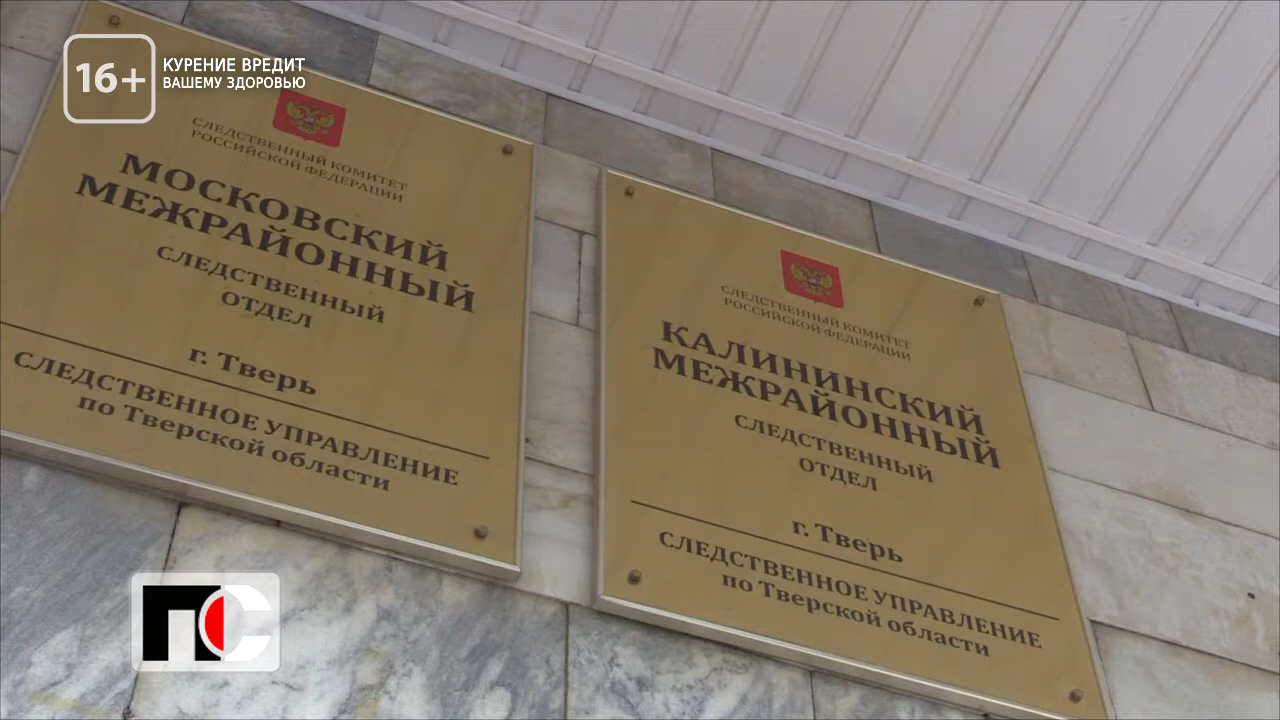 16+
КУРЕНИЕ ВРЕДИТ
ВАШЕМУ ЗДОРОВЬЮ
СЛЕДСТВЕННЫЙ КОМИТЕТ
РОССИЙСКОЙ ФЕДЕРАЦИИ
МОСКОВСКИЙ
МЕЖРАЙОННЫЙ
СЛЕДСТВЕННЫЙ
ОТДЕЛ
г. Тверь
СЛЕДСТВЕННОЕ УПРАВЛЕНИЕ
по Тверской области
СЛЕДСТВЕННЫЙ КОМИТЕТ
РОССИЙСКОЙ ФЕДЕРАЦИИ
КАЛИНИНСКИЙ
МЕЖРАЙОННЫЙ
СЛЕДСТВЕННЫЙ
ОТДЕЛ
г. Тверь
СЛЕДСТВЕННОЕ УПРАВЛЕНИЕ
по Тверской области
ПС